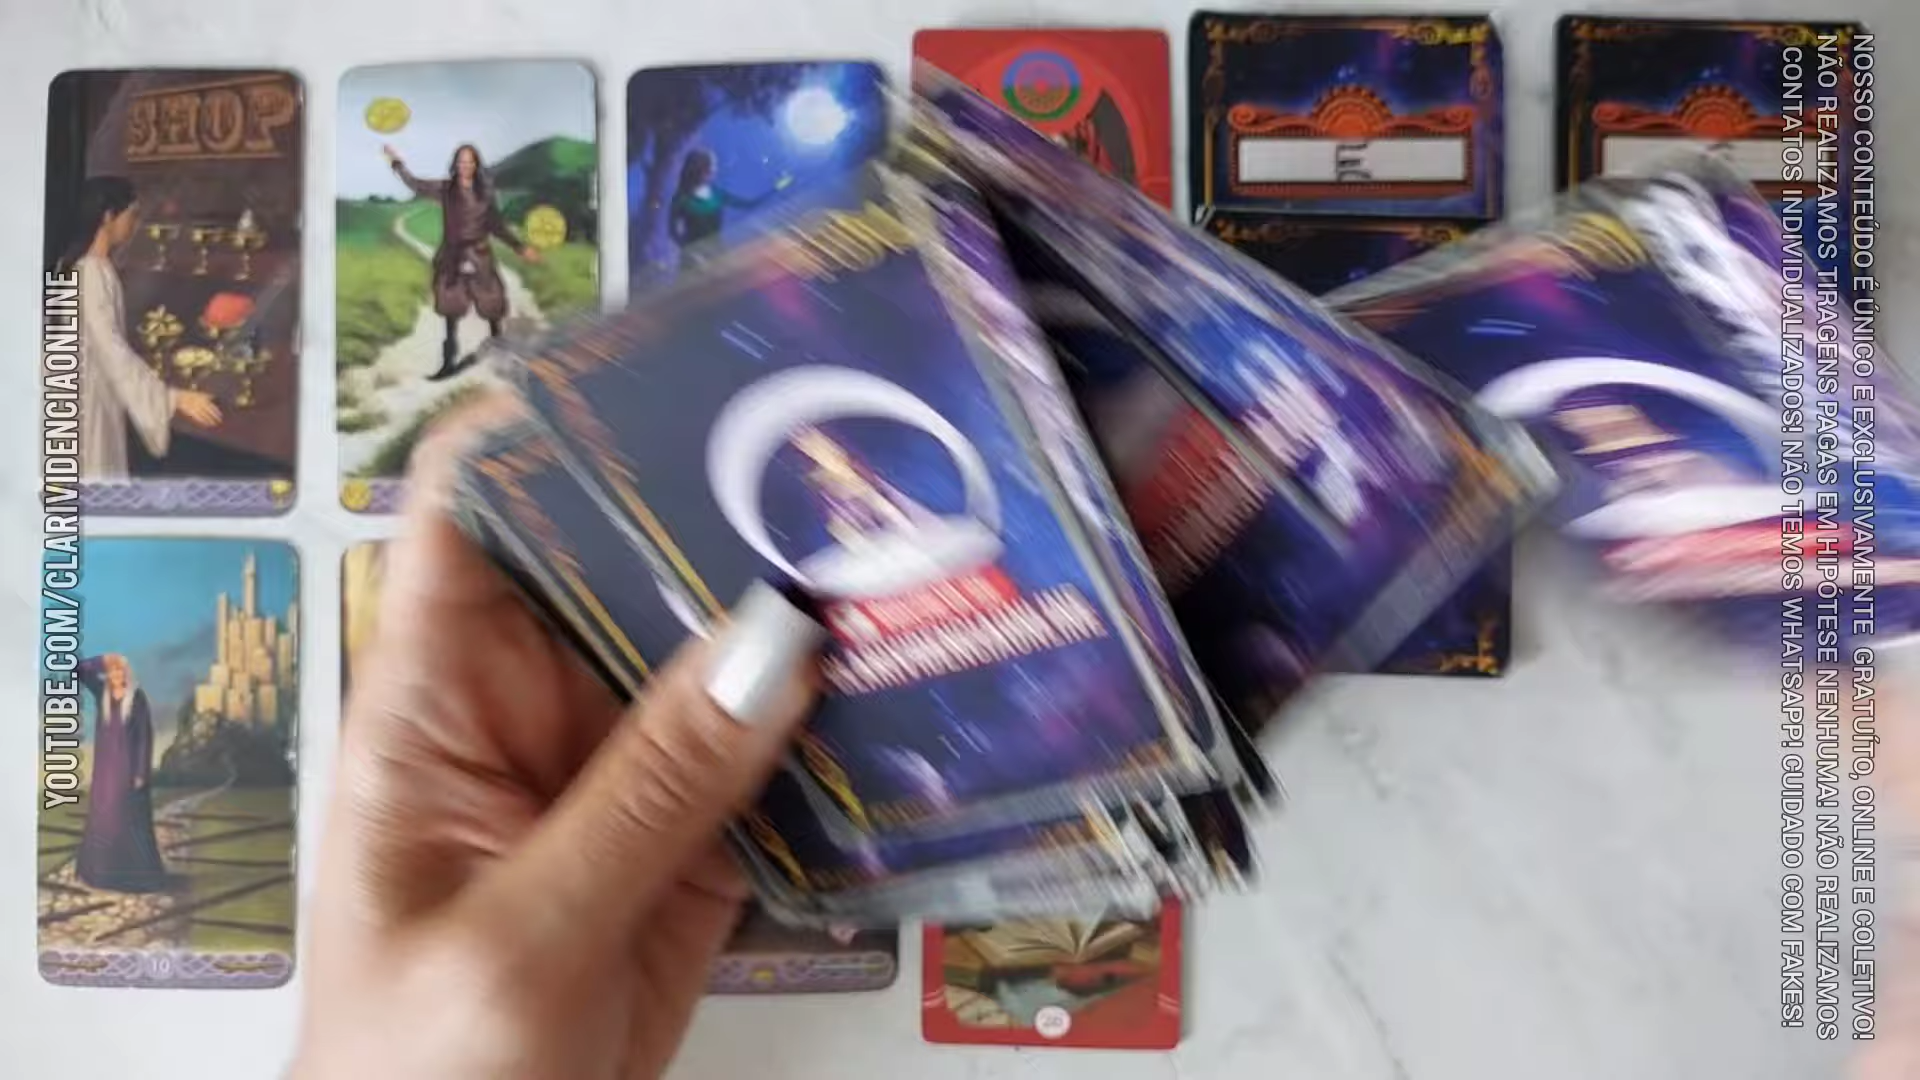 YOUTUBE.COM/CLARIVIDENCIAONLINE
SHOP
7
10
NOSSO CONTEÚDO É ÚNICO E EXCLUSIVAMENTE GRATUÍTO, ONLINE E COLETIVO!
NÃO REALIZAMOS TIRAGENS PAGAS EM HIPÓTESE NENHUMA! NÃO REALIZAMOS
CONTATOS INDIVIDUALIZADOS! NÃO TEMOS WHATSAPP! CUIDADO COM FAKES!